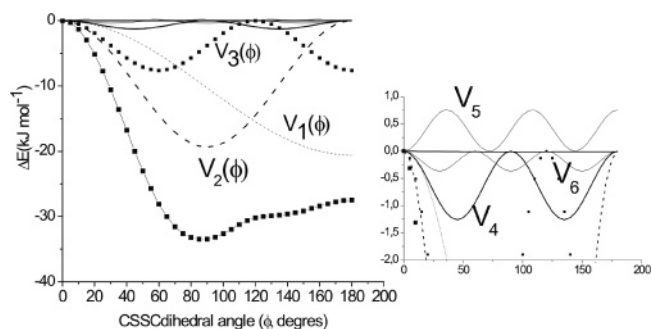 0
-10
-20
-30
-40
ΔE(kJ mol⁻¹)
V₃(ϕ)
V₁(ϕ)
V₂(ϕ)
0 20 40 60 80 100 120 140 160 180 200
CSSCdihedral angle (ϕ, degres)
1,0
0,5
0,0
-0,5
-1,0
-1,5
-2,0
V₅
V₆
V₄
0 50 100 150 200